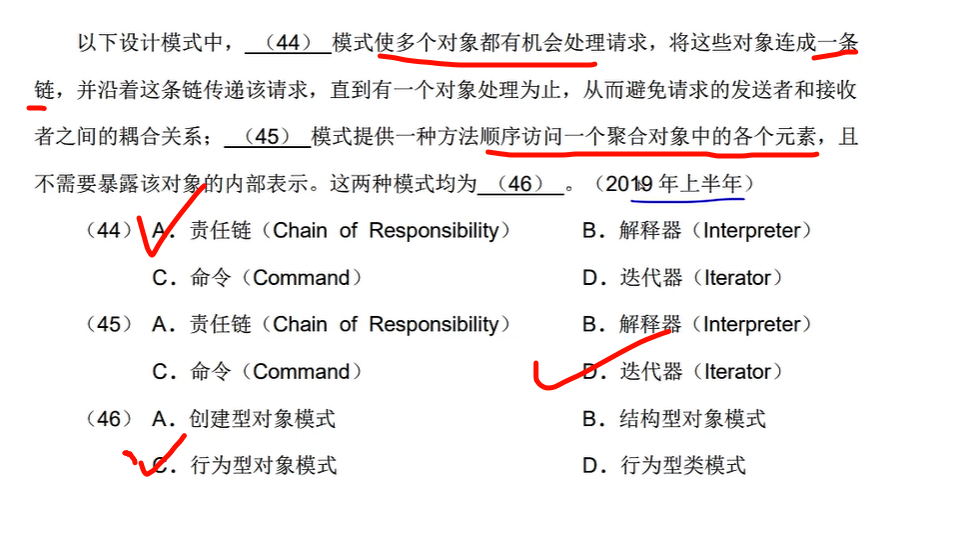 以下设计模式中，（44）模式使多个对象都有机会处理请求，将这些对象连成一条
链，并沿着这条链传递该请求，直到有一个对象处理为止，从而避免请求的发送者和接收
者之间的耦合关系；（45）模式提供一种方法顺序访问一个聚合对象中的各个元素，且
不需要暴露该对象的内部表示。这两种模式均为（46）。（2019年上半年）
（44） A．责任链（Chain of Responsibility） B．解释器（Interpreter）
C．命令（Command） D．迭代器（Iterator）
（45） A．责任链（Chain of Responsibility） B．解释器（Interpreter）
C．命令（Command） D．迭代器（Iterator）
（46） A．创建型对象模式 B．结构型对象模式
C．行为型对象模式 D．行为型类模式